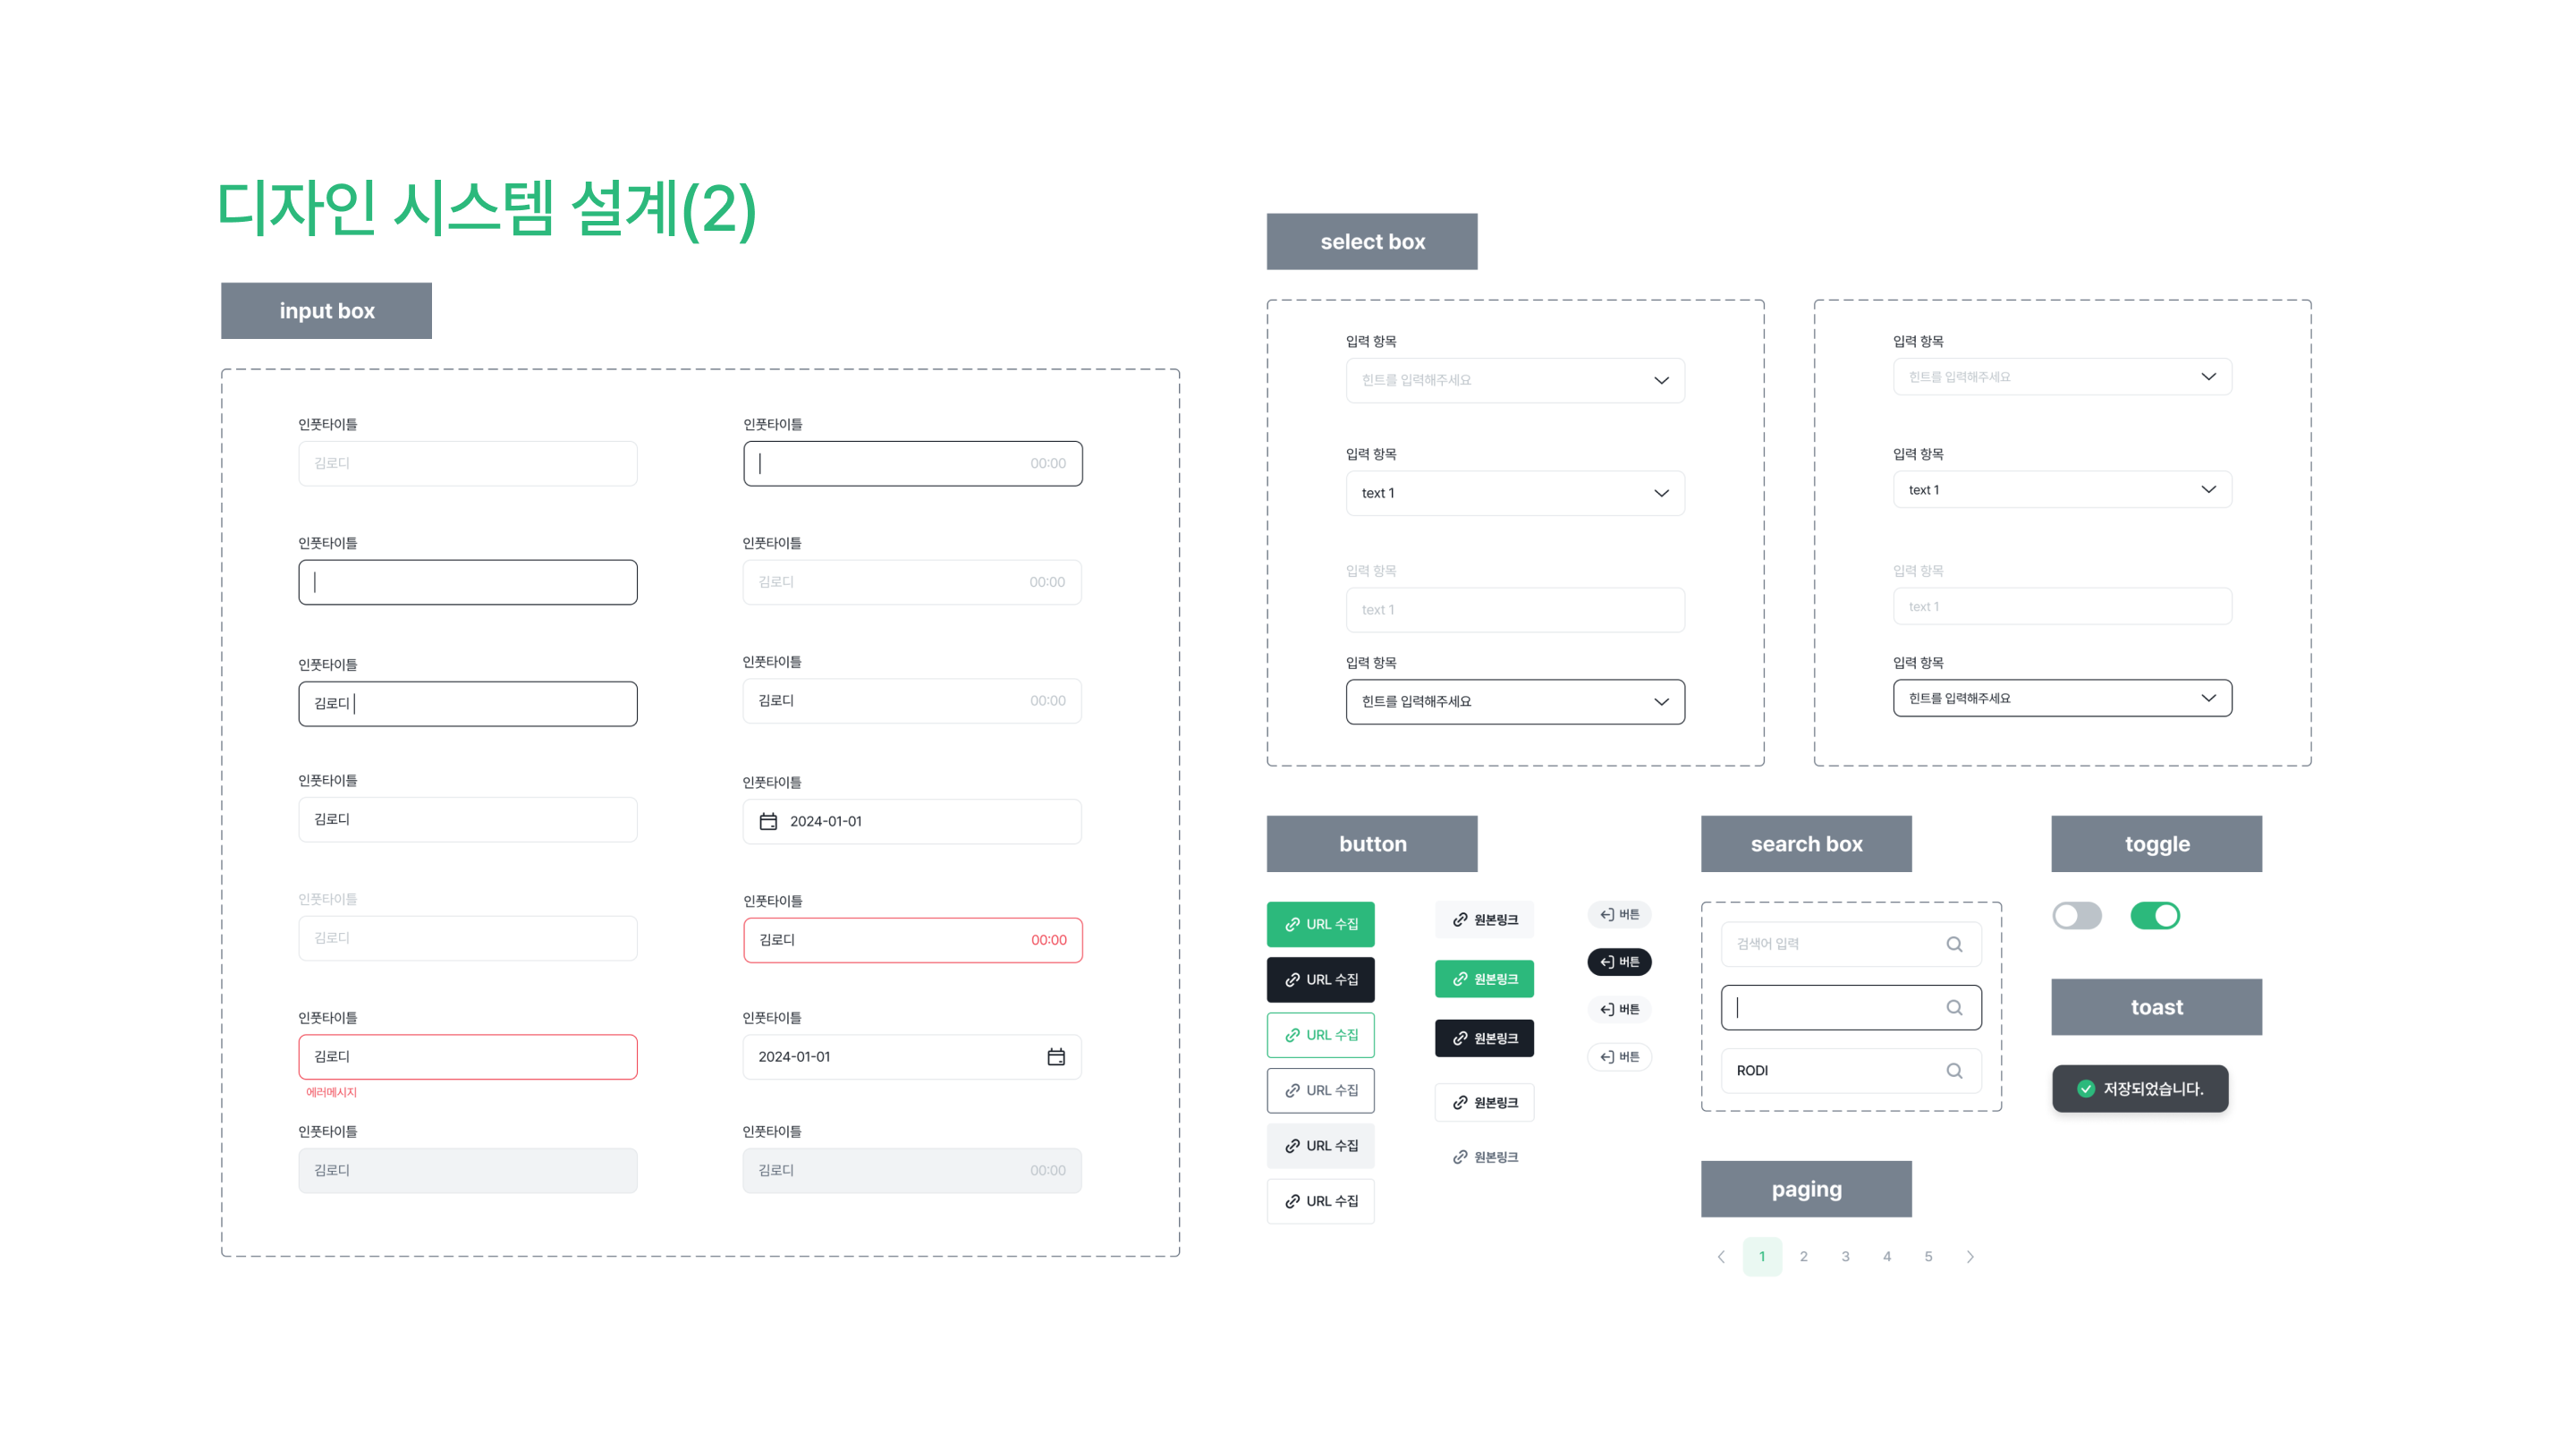 디자인 시스템 설계(2)
input box
인풋타이틀
김로디
인풋타이틀
인풋타이틀
김로디
인풋타이틀
김로디
인풋타이틀
김로디
인풋타이틀
김로디
에러메시지
인풋타이틀
김로디
인풋타이틀
00:00
인풋타이틀
김로디 00:00
인풋타이틀
김로디 00:00
인풋타이틀
2024-01-01
인풋타이틀
김로디 00:00
인풋타이틀
2024-01-01
인풋타이틀
김로디 00:00
select box
입력 항목
힌트를 입력해주세요
입력 항목
text 1
입력 항목
text 1
입력 항목
힌트를 입력해주세요
입력 항목
힌트를 입력해주세요
입력 항목
text 1
입력 항목
text 1
입력 항목
힌트를 입력해주세요
button
URL 수집
URL 수집
URL 수집
URL 수집
URL 수집
URL 수집
원본링크
원본링크
원본링크
원본링크
원본링크
버튼
버튼
버튼
버튼
search box
검색어 입력
RODI
paging
1 2 3 4 5
toggle
toast
저장되었습니다.